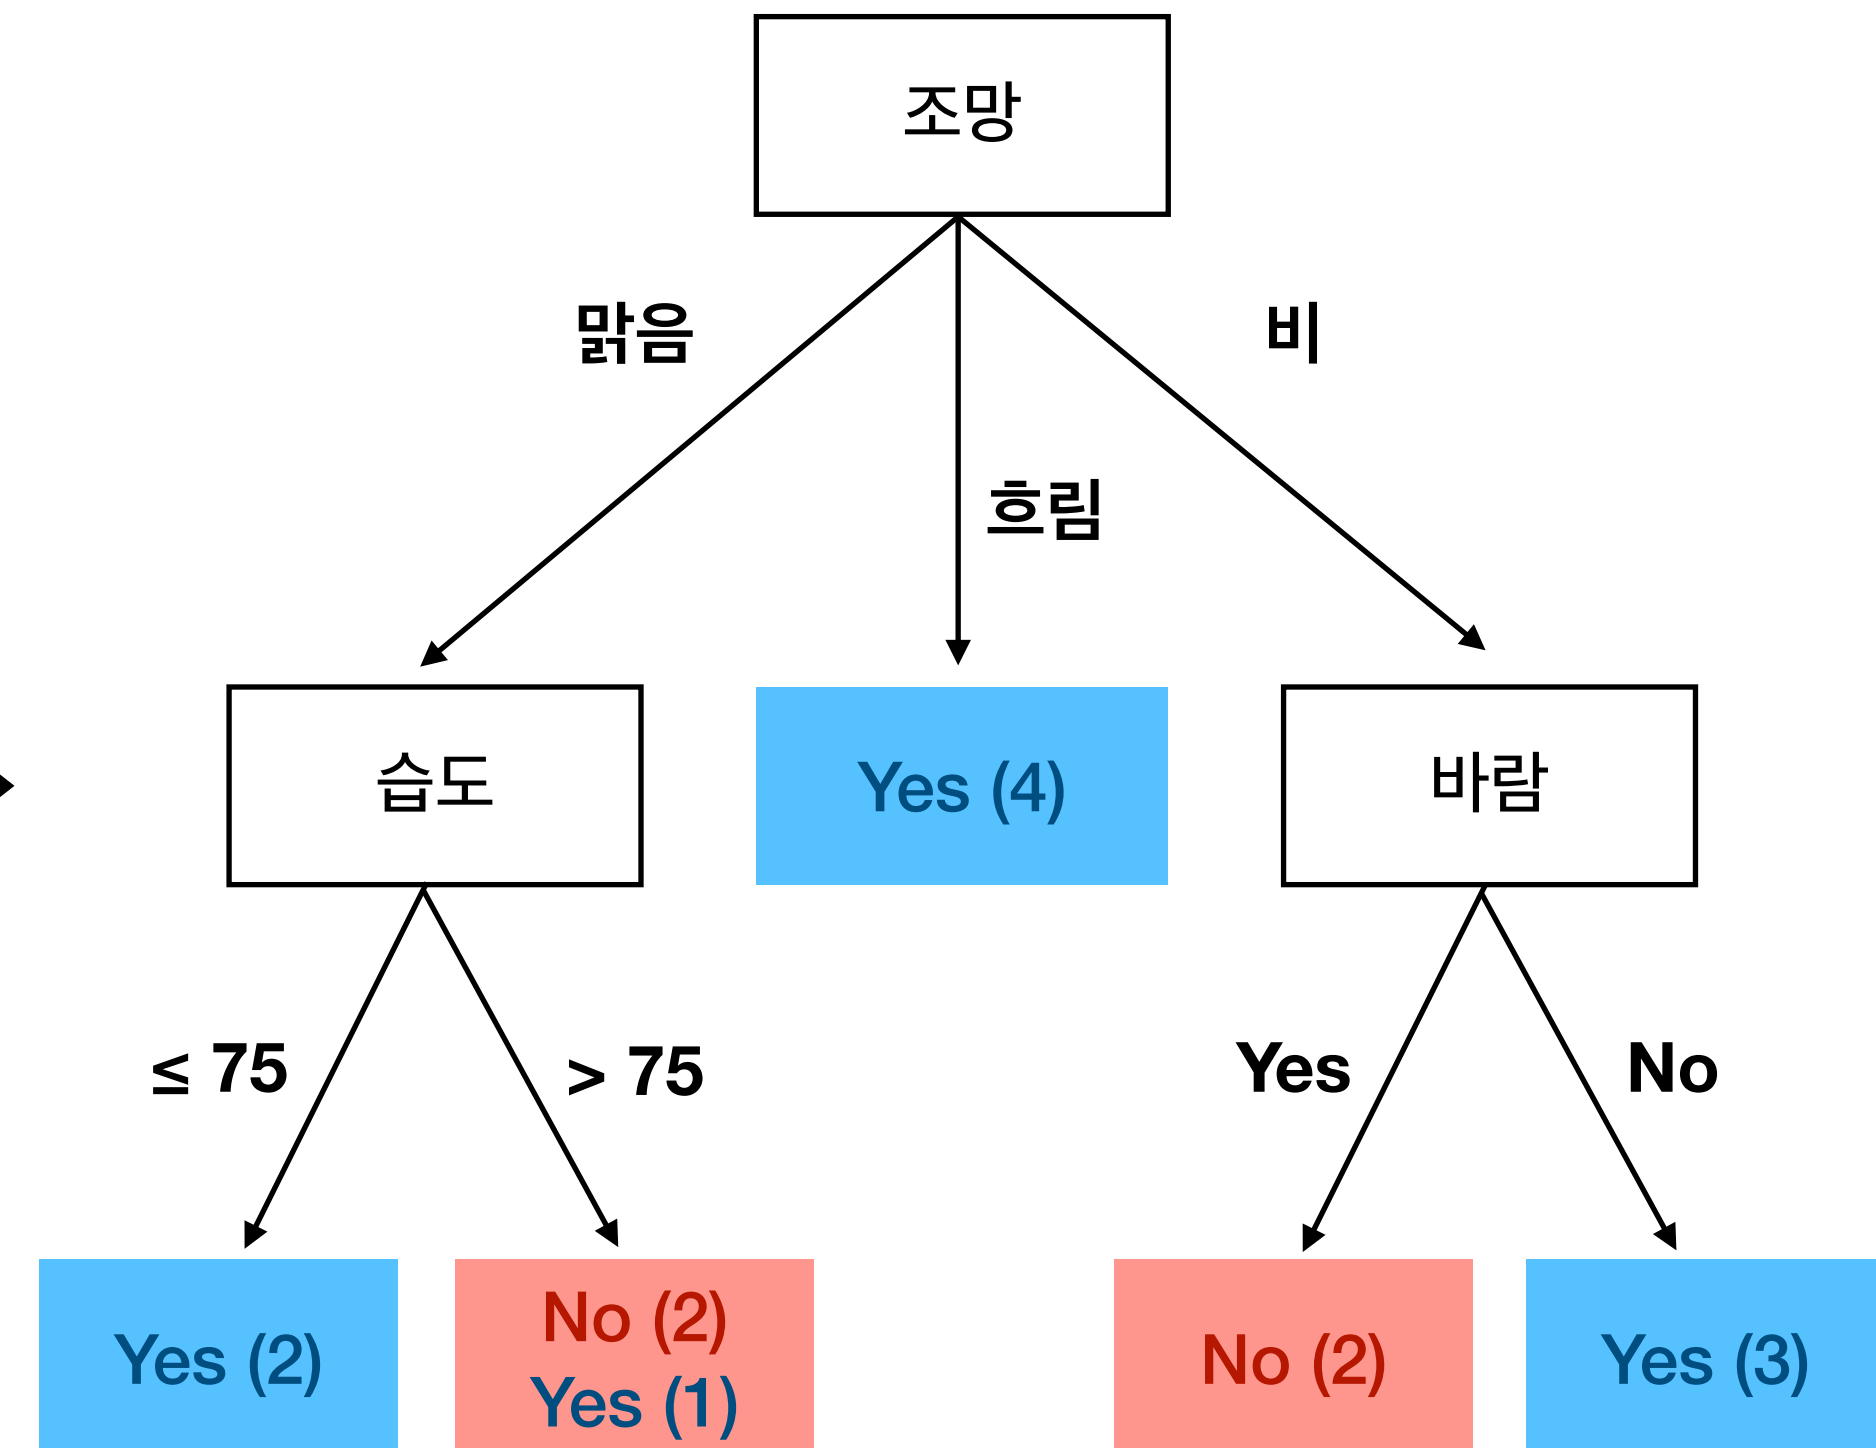 조망
맑음
비
흐림
습도
Yes (4)
바람
≤ 75
> 75
Yes
No
Yes (2)
No (2)
Yes (1)
No (2)
Yes (3)